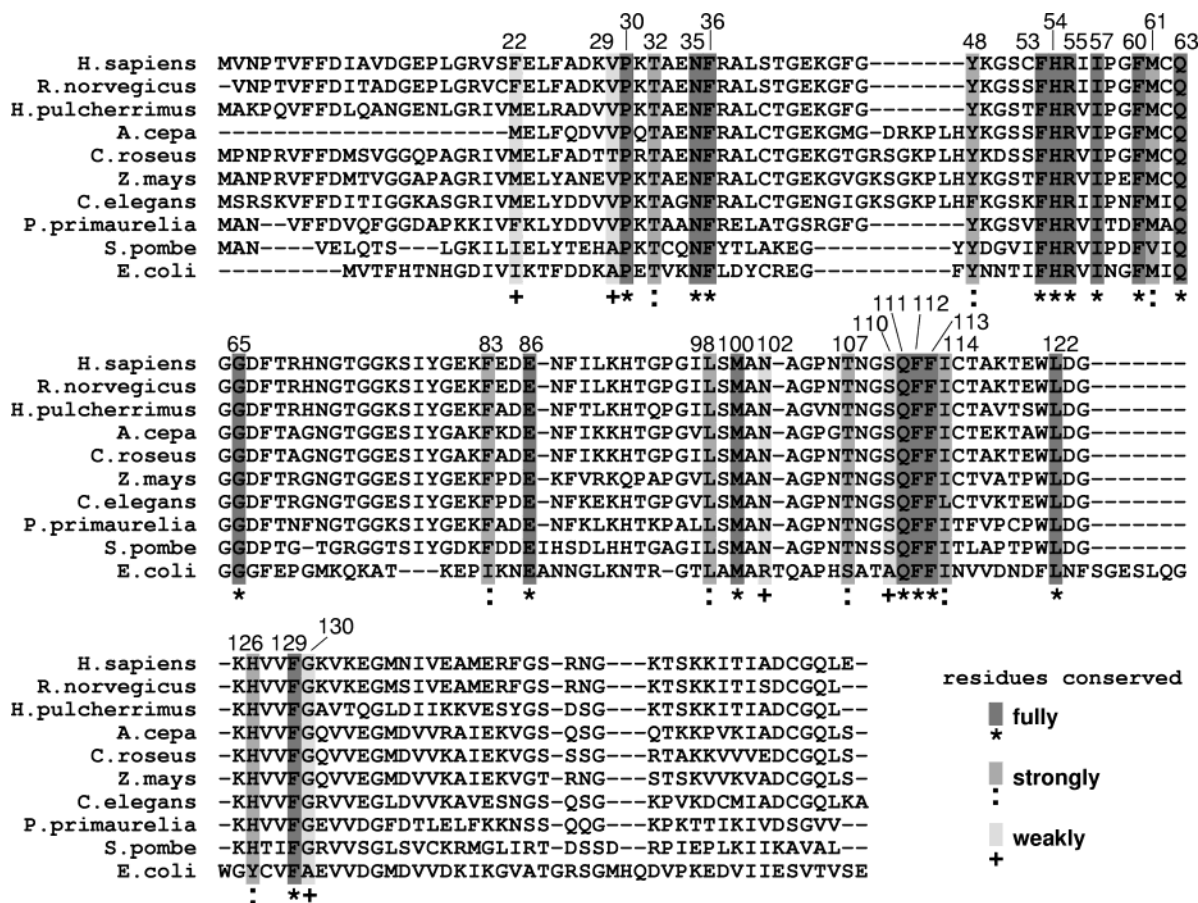 22 29 30 32 35 36 48 53 54 55 57 60 61 63
H.sapiens MVNPTVFFDIAVDGEPLGRVSFELFADKVPKTAENFRALSTGEKGFG-------YKGSCFHRIIPGFMCQ
R.norvegicus -VNPTVFFDITADGEPLGRVCFELFADKVPKTAENFRALSTGEKGFG-------YKGSSFHRIIPGFMCQ
H.pulcherrimus MAKPQVFFDLQANGENLGRIVMELFADVVPKTAENFRALCTGEKGFG-------YKGSTFHRVIPGFMCQ
A.cepa ---------------------MELFQDVVPQTAENFRALCTGEKGMG-DRKPLHYKGSSFHRVIPGFMCQ
C.roseus MPNPRVFFDMSVGGQPAGRIVMELFADTTPRTAENFRALCTGEKGTGRSGKPLHYKDSSFHRVIPGFMCQ
Z.mays MANPRVFFDMTVGGAPAGRIVMELYANEVPKTAENFRALCTGEKGVGKSGKPLHYKGSTFHRVIPEFMCQ
C.elegans MSRSKVFFDITIGGKASGRIVMELYDDVVPKTAGNFRALCTGENGIGKSGKPLHFKGSKFHRIIPNFMIQ
P.primaurelia MAN--VFFDVQFGGDAPKKIVFKLYDDVVPKTAANFRELATGSRGFG-------YKGSVFHRVITDFMAQ
S.pombe MAN----VELQTS---LGKILIELYTEHAPKTCQNFYTLAKEG----------YYDGVIFHRVIPDFVIQ
E.coli ---------MVTFHTNHGDIVIKTFDDKAPETVKNFLDYCREG----------FYNNTIFHRVINGFMIQ
+ +* : ** : *** * *: *
65 83 86 98 100 102 107 110 111 112 113 114 122
H.sapiens GGDFTRHNGTGGKSIYGEKFEDE-NFILKHTGPGILSMAN-AGPNTNGSQFFICTAKTEWLDG-------
R.norvegicus GGDFTRHNGTGGKSIYGEKFEDE-NFILKHTGPGILSMAN-AGPNTNGSQFFICTAKTEWLDG-------
H.pulcherrimus GGDFTRHNGTGGKSIYGEKFADE-NFTLKHTQPGILSMAN-AGVNTNGSQFFICTAVTSWLDG-------
A.cepa GGDFTAGNGTGGESIYGAKFKDE-NFIKKHTGPGVLSMAN-AGPGTNGSQFFICTEKTAWLDG-------
C.roseus GGDFTAGNGTGGESIYGAKFADE-NFIKKHTGPGILSMAN-AGPNTNGSQFFICTAKTEWLDG-------
Z.mays GGDFTRGNGTGGESIYGEKFPDE-KFVRKQPAPGVLSMAN-AGPNTNGSQFFICTVATPWLDG-------
C.elegans GGDFTRGNGTGGESIYGEKFPDE-NFKEKHTGPGVLSMAN-AGPNTNGSQFFLCTVKTEWLDG-------
P.primaurelia GGDFTNFNGTGGKSIYGEKFADE-NFKLKHTKPALLSMAN-AGPNTNGSQFFITFVPCPWLDG-------
S.pombe GGDPTG-TGRGGTSIYGDKFDDEIHSDLHHTGAGILSMAN-AGPNTNSSQFFITLAPTPWLDG-------
E.coli GGGFEPGMKQKAT---KEPIKNEANNGLKNTR-GTLAMARTQAPHSATAQFFINVVDNDFLNFSGESLQG
* : * : * + : +***: *
126 129 130
H.sapiens -KHVVFGKVKEGMNIVEAMERFGS-RNG---KTSKKITIADCGQLE-
R.norvegicus -KHVVFGKVKEGMSIVEAMERFGS-RNG---KTSKKITISDCGQL--
H.pulcherrimus -KHVVFGAVTQGLDIIKKVESYGS-DSG---KTSKKITIADCGQL--
A.cepa -KHVVFGQVVEGMDVVRAIEKVGS-QSG---QTKKPVKIADCGQLS-
C.roseus -KHVVFGQVVEGMDVVKAIEKVGS-SSG---RTAKKVVVEDCGQLS-
Z.mays -KHVVFGQVVEGMDVVKAIEKVGT-RNG---STSKVVKVADCGQLS-
C.elegans -KHVVFGRVVEGLDVVKAVESNGS-QSG---KPVKDCMIADCGQLKA
P.primaurelia -KHVVFGEVVDGFDTLELFKKNSS-QQG---KPKTTIKIVDSGVV--
S.pombe -KHTIFGRVVSGLSVCKRMGLIRT-DSSD--RPIEPLKIIKAVAL--
E.coli WGYCVFAEVVDGMDVVDKIKGVATGRSGMHQDVPKEDVIIESVTVSE
: *+
residues conserved
fully
*
strongly
:
weakly
+